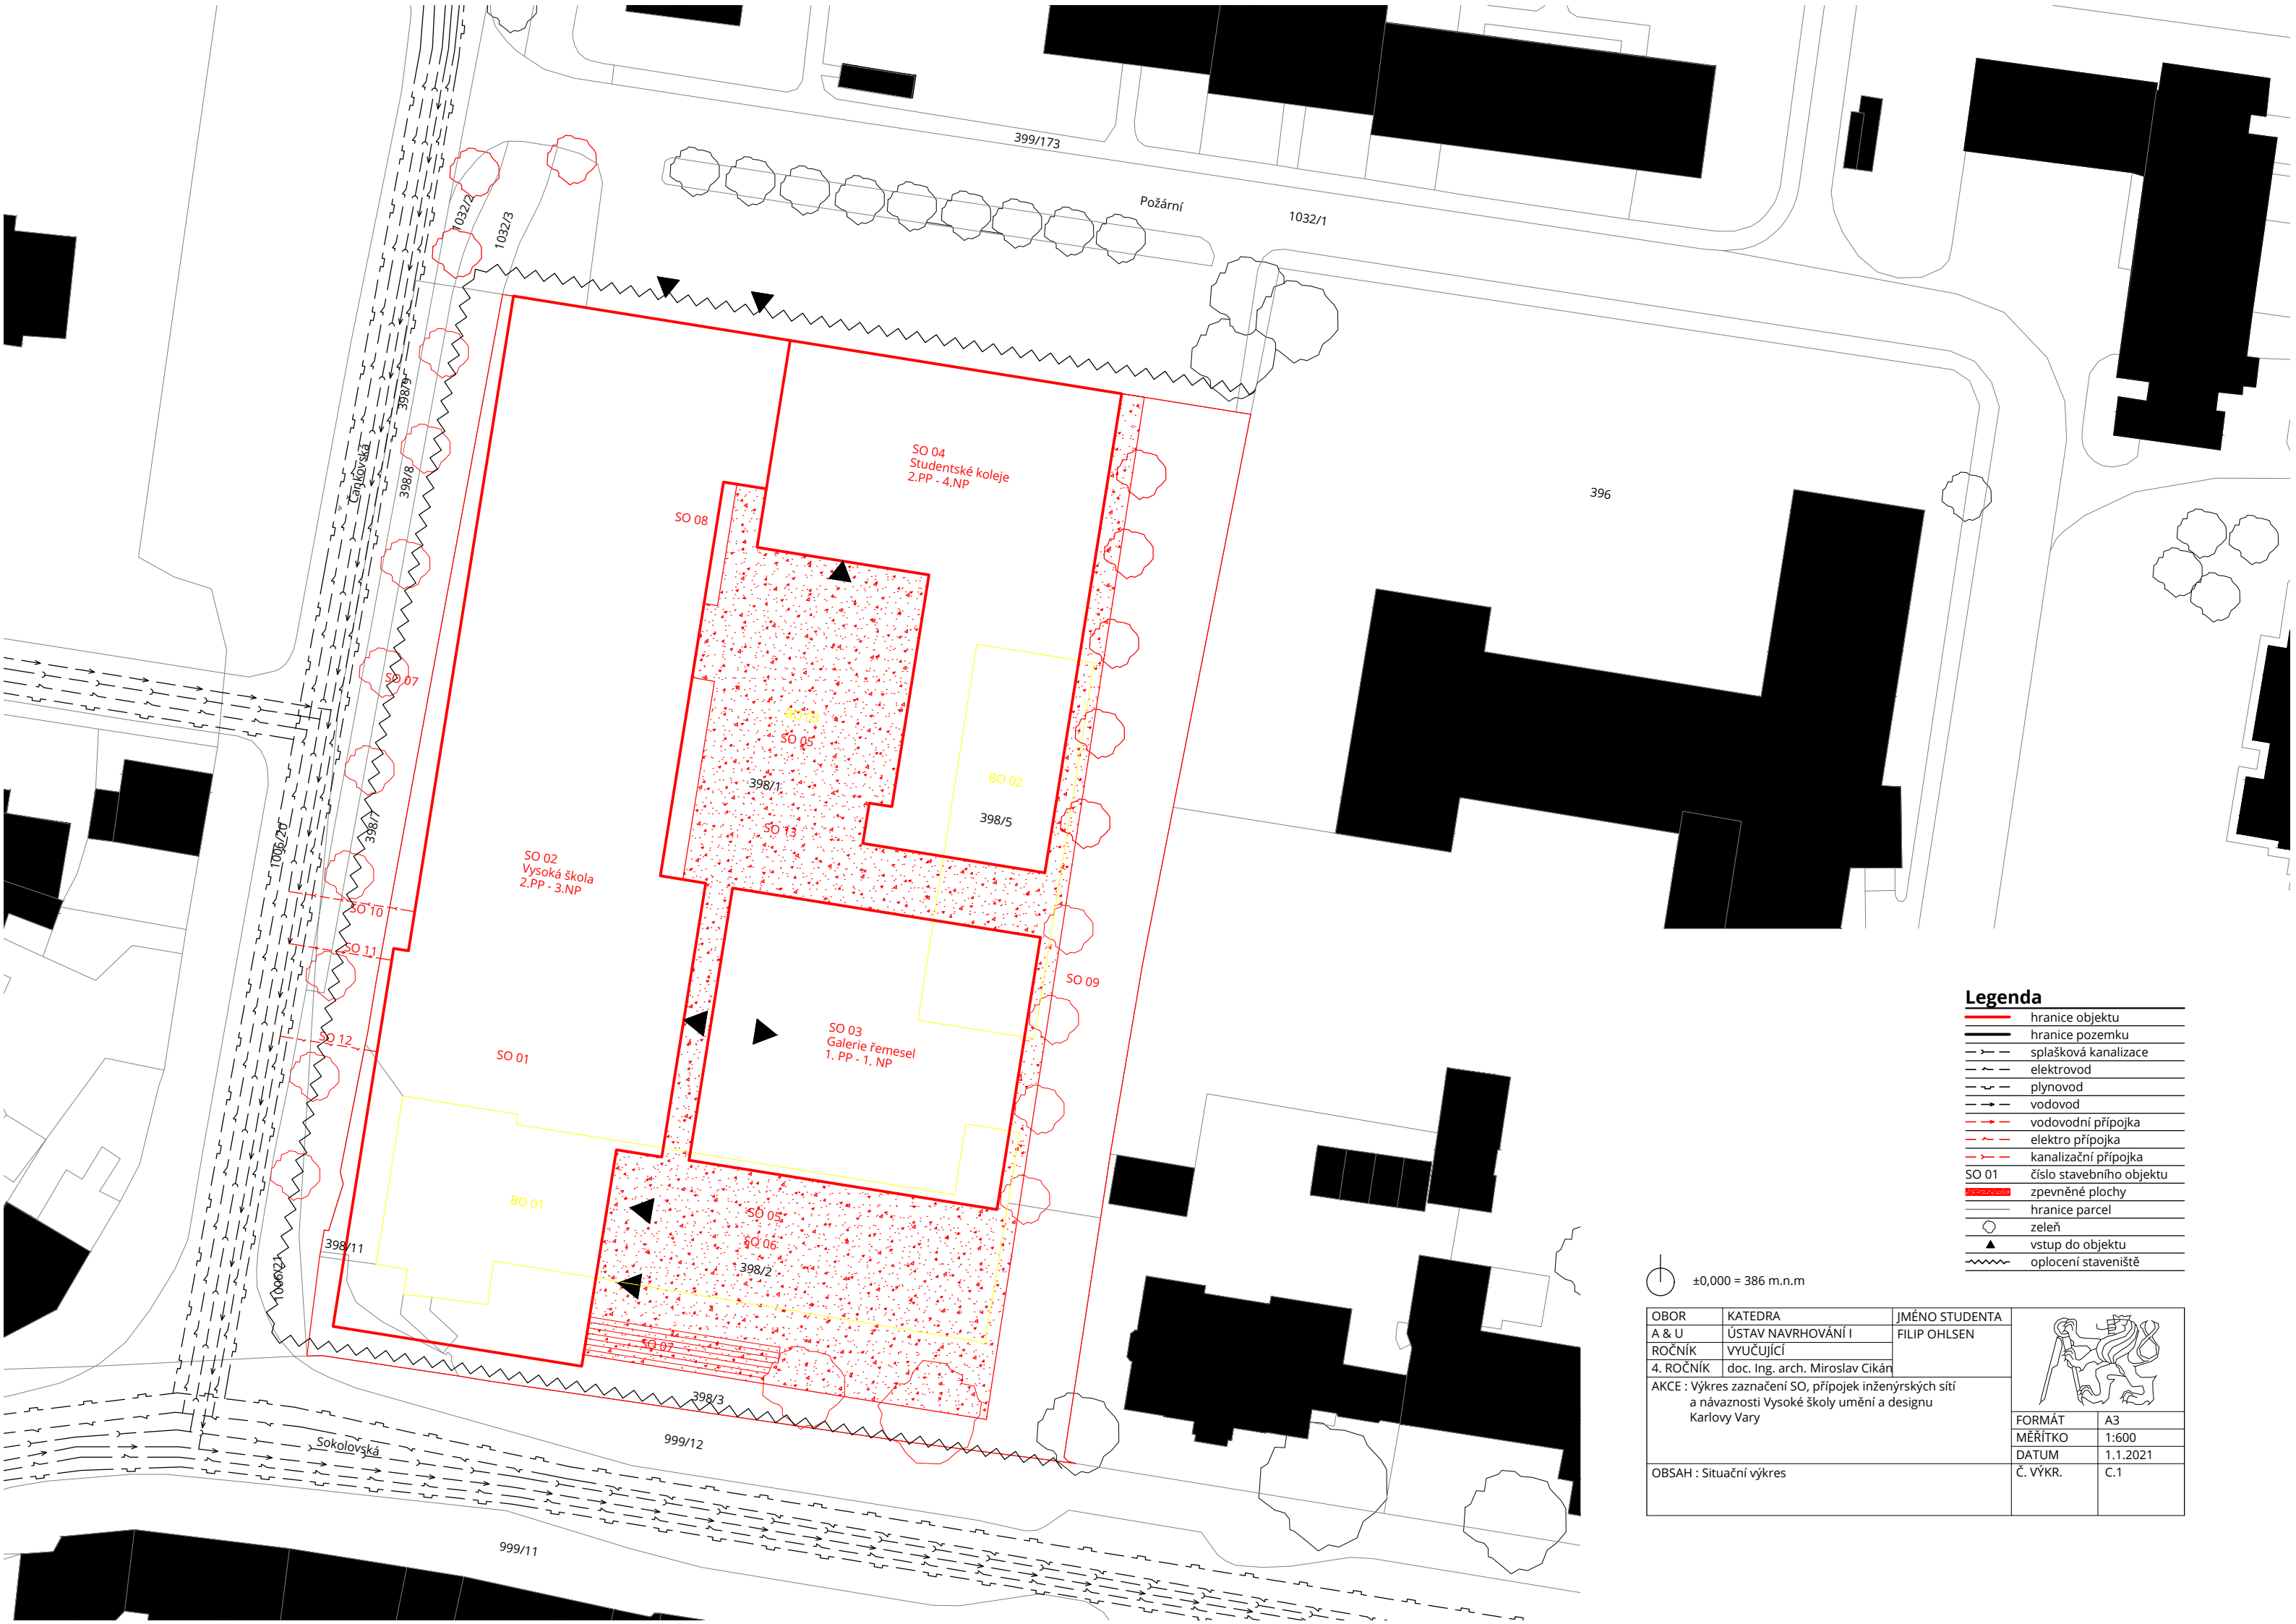 399/173
Požární
1032/1
1032/2
1032/3
398/9
Čankovská
398/8
SO 04
Studentské koleje
2.PP - 4.NP
396
SO 08
SO 07
BO 03
SO 05
398/1
BO 02
398/5
SO 13
1006/20
398/7
SO 02
Vysoká škola
2.PP - 3.NP
SO 10
SO 11
SO 12
SO 09
SO 01
SO 03
Galerie řemesel
1. PP - 1. NP
BO 01
SO 05
SO 06
398/2
398/11
1006/21
SO 07
398/3
999/12
Sokolovská
999/11
Legenda
hranice objektu
hranice pozemku
splašková kanalizace
elektrovod
plynovod
vodovod
vodovodní přípojka
elektro přípojka
kanalizační přípojka
SO 01 číslo stavebního objektu
zpevněné plochy
hranice parcel
zeleň
vstup do objektu
oplocení staveniště
±0,000 = 386 m.n.m
OBOR KATEDRA JMÉNO STUDENTA
A & U ÚSTAV NAVRHOVÁNÍ I FILIP OHLSEN
ROČNÍK VYUČUJÍCÍ
4. ROČNÍK doc. Ing. arch. Miroslav Cikán
AKCE : Výkres zaznačení SO, přípojek inženýrských sítí
a návaznosti Vysoké školy umění a designu
Karlovy Vary
FORMÁT A3
MĚŘÍTKO 1:600
DATUM 1.1.2021
OBSAH : Situační výkres Č. VÝKR. C.1